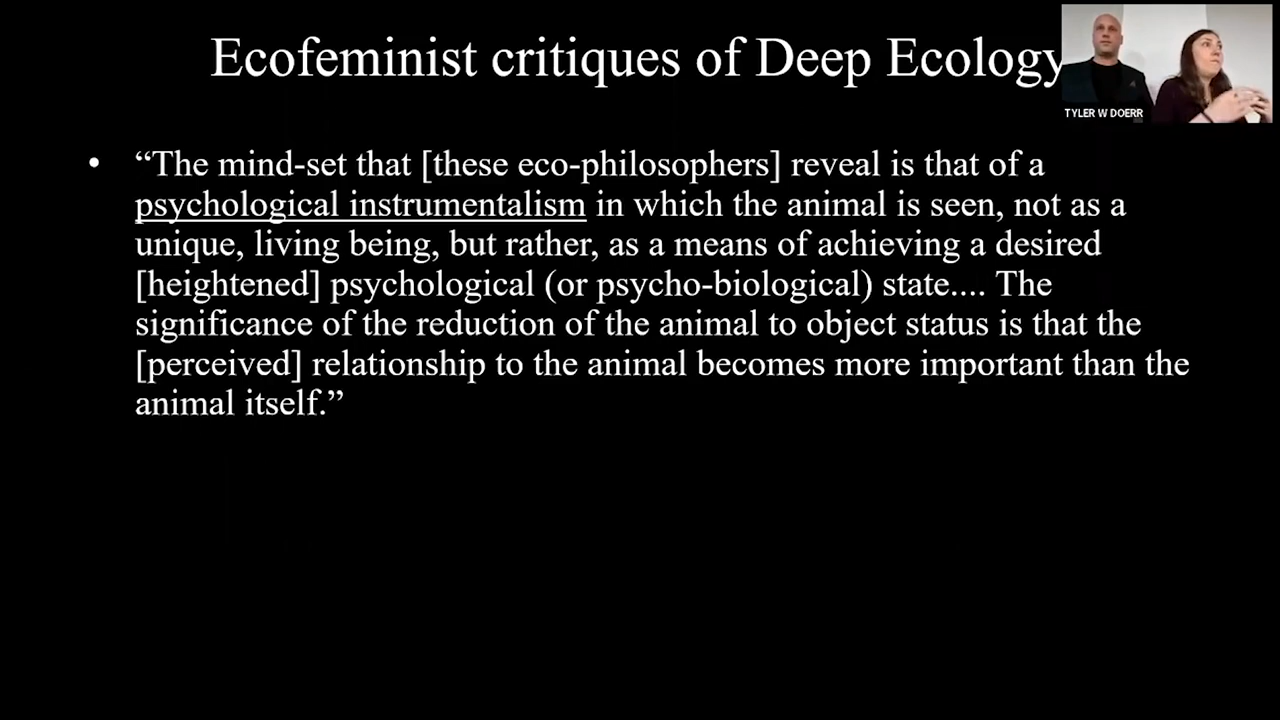 Ecofeminist critiques of Deep Ecology
TYLER W DOERR
• “The mind-set that [these eco-philosophers] reveal is that of a
psychological instrumentalism in which the animal is seen, not as a
unique, living being, but rather, as a means of achieving a desired
[heightened] psychological (or psycho-biological) state.... The
significance of the reduction of the animal to object status is that the
[perceived] relationship to the animal becomes more important than the
animal itself.”